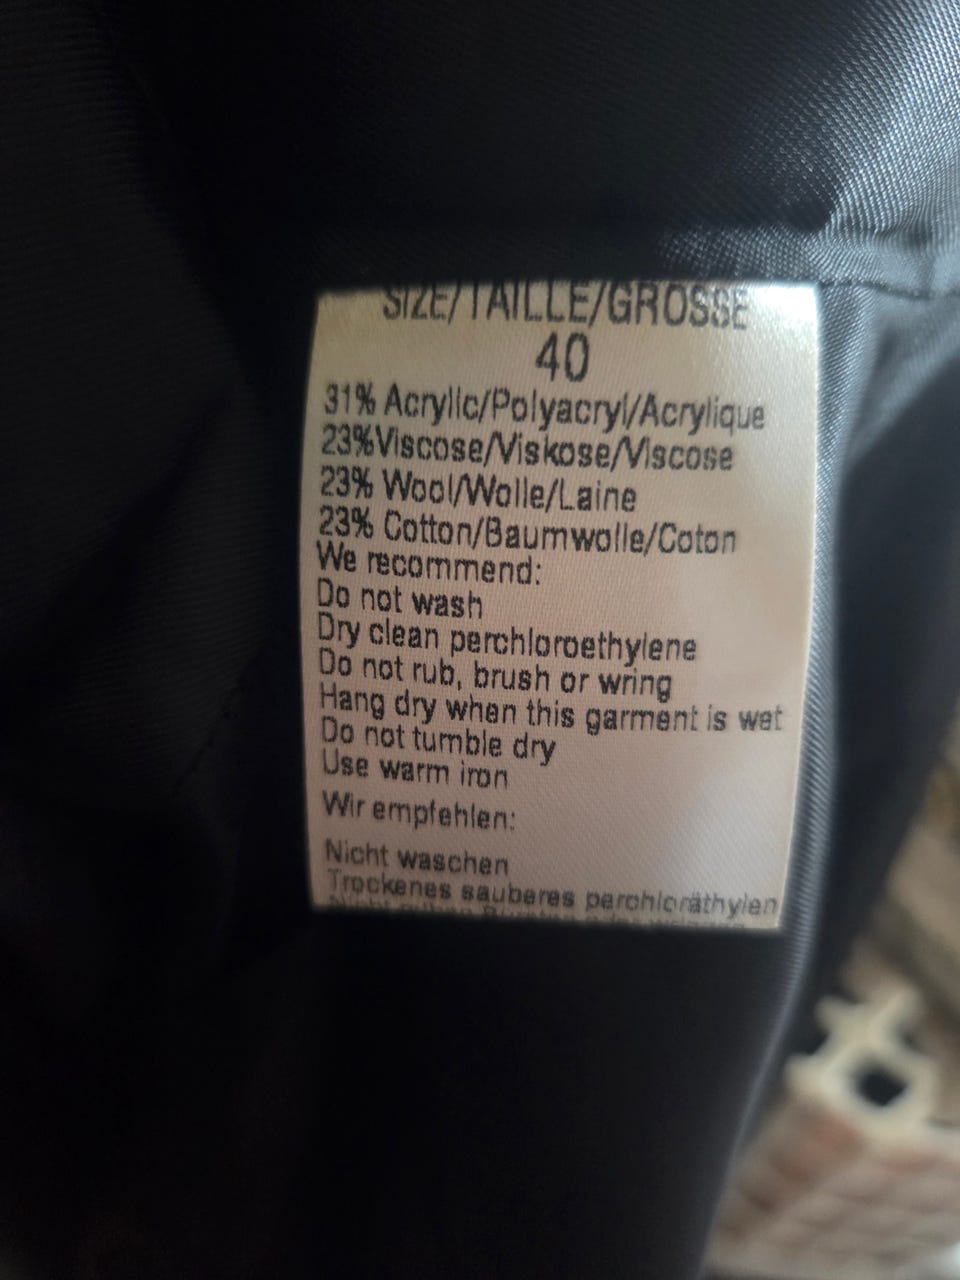 SIZE/TAILLE/GROSSE
40
31% Acrylic/Polyacryl/Acrylique
23%Viscose/Viskose/Viscose
23% Wool/Wolle/Laine
23% Cotton/Baumwolle/Coton
We recommend:
Do not wash
Dry clean perchloroethylene
Do not rub, brush or wring
Hang dry when this garment is wet
Do not tumble dry
Use warm iron
Wir empfehlen:
Nicht waschen
Trockenes sauberes perchloräthylen